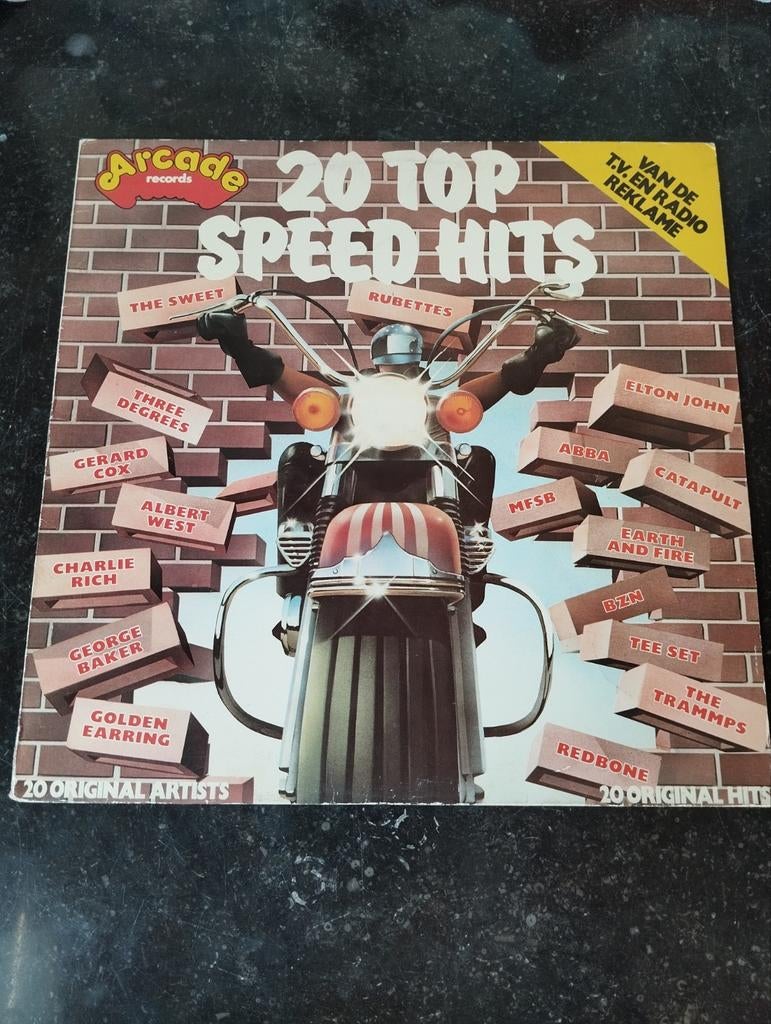 Arcade
records
20 TOP
SPEED HITS
VAN DE
T.V. EN RADIO
REKLAME
THE SWEET
RUBETTES
THREE
DEGREES
GERARD
COX
ALBERT
WEST
CHARLIE
RICH
GEORGE
BAKER
GOLDEN
EARRING
ELTON JOHN
ABBA
CATAPULT
MFSB
EARTH
AND FIRE
BZN
TEE SET
THE
TRAMMPS
REDBONE
20 ORIGINAL ARTISTS
20 ORIGINAL HITS